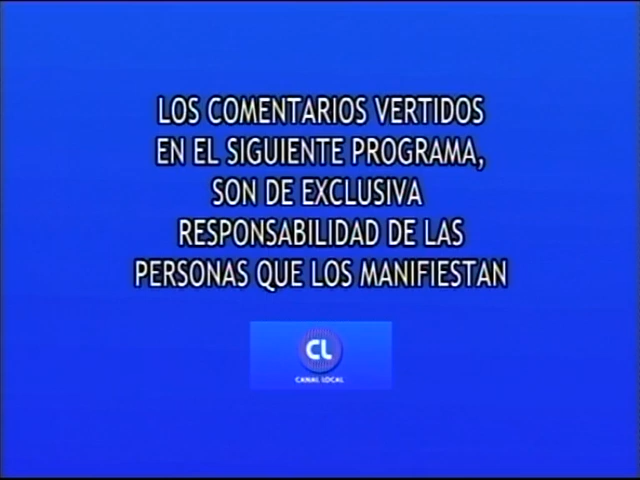 LOS COMENTARIOS VERTIDOS
EN EL SIGUIENTE PROGRAMA,
SON DE EXCLUSIVA
RESPONSABILIDAD DE LAS
PERSONAS QUE LOS MANIFIESTAN
CL
CANAL LOCAL